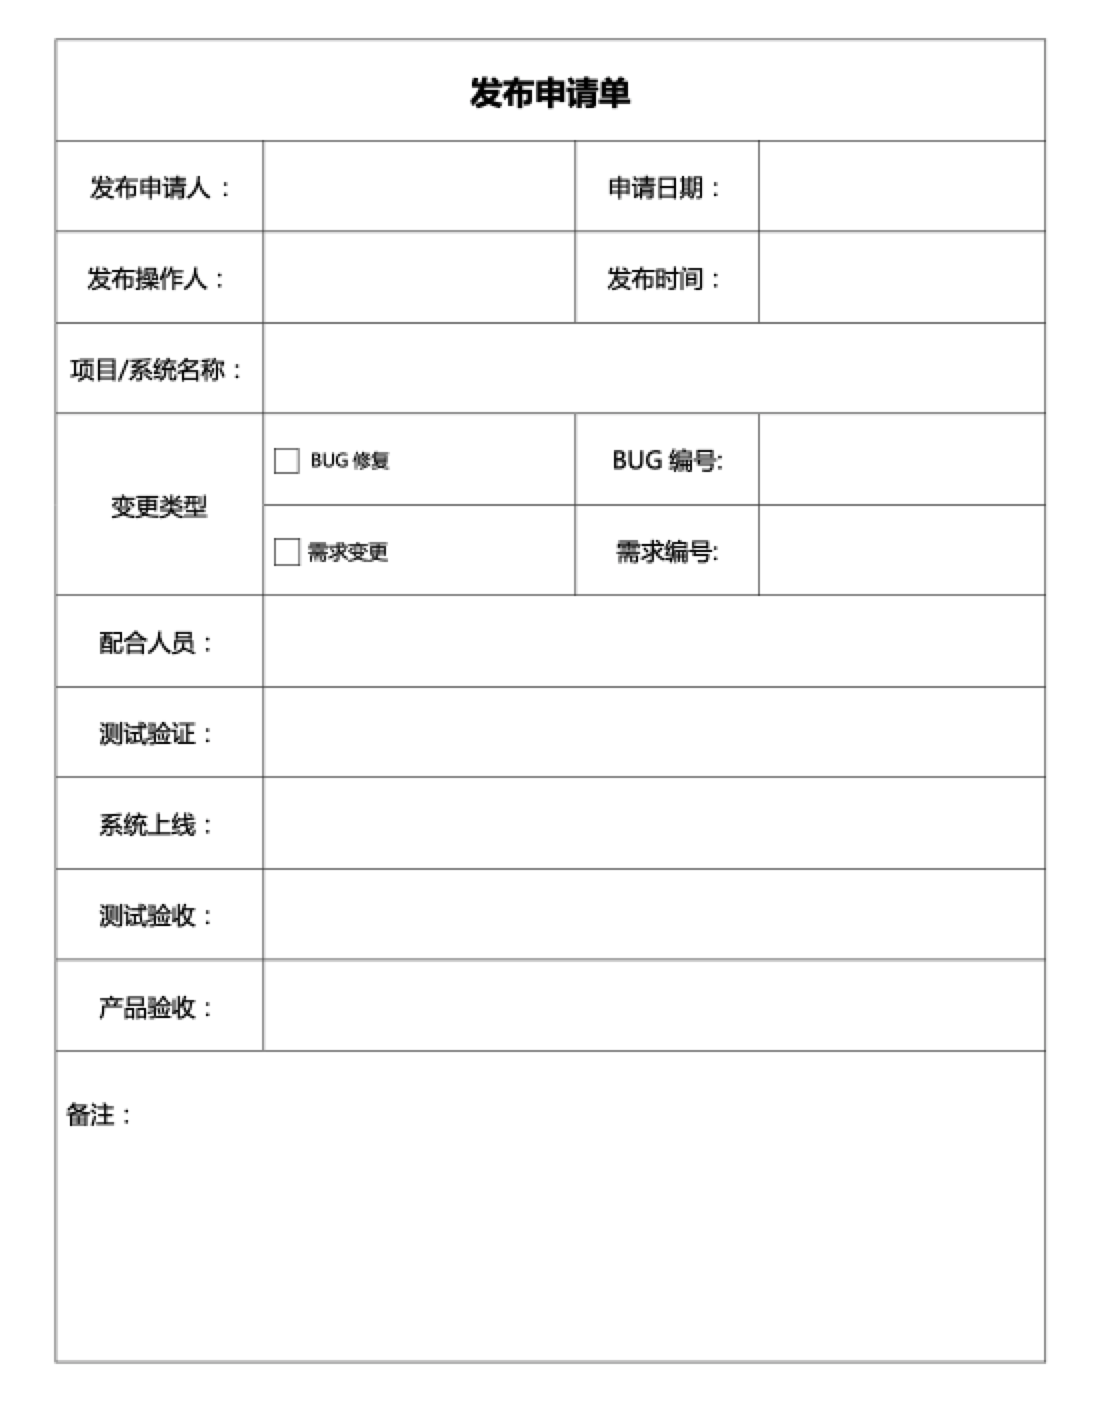 发布申请单
发布申请人：
申请日期：
发布操作人：
发布时间：
项目/系统名称：
变更类型
BUG 修复
BUG 编号:
需求变更
需求编号:
配合人员：
测试验证：
系统上线：
测试验收：
产品验收：
备注：